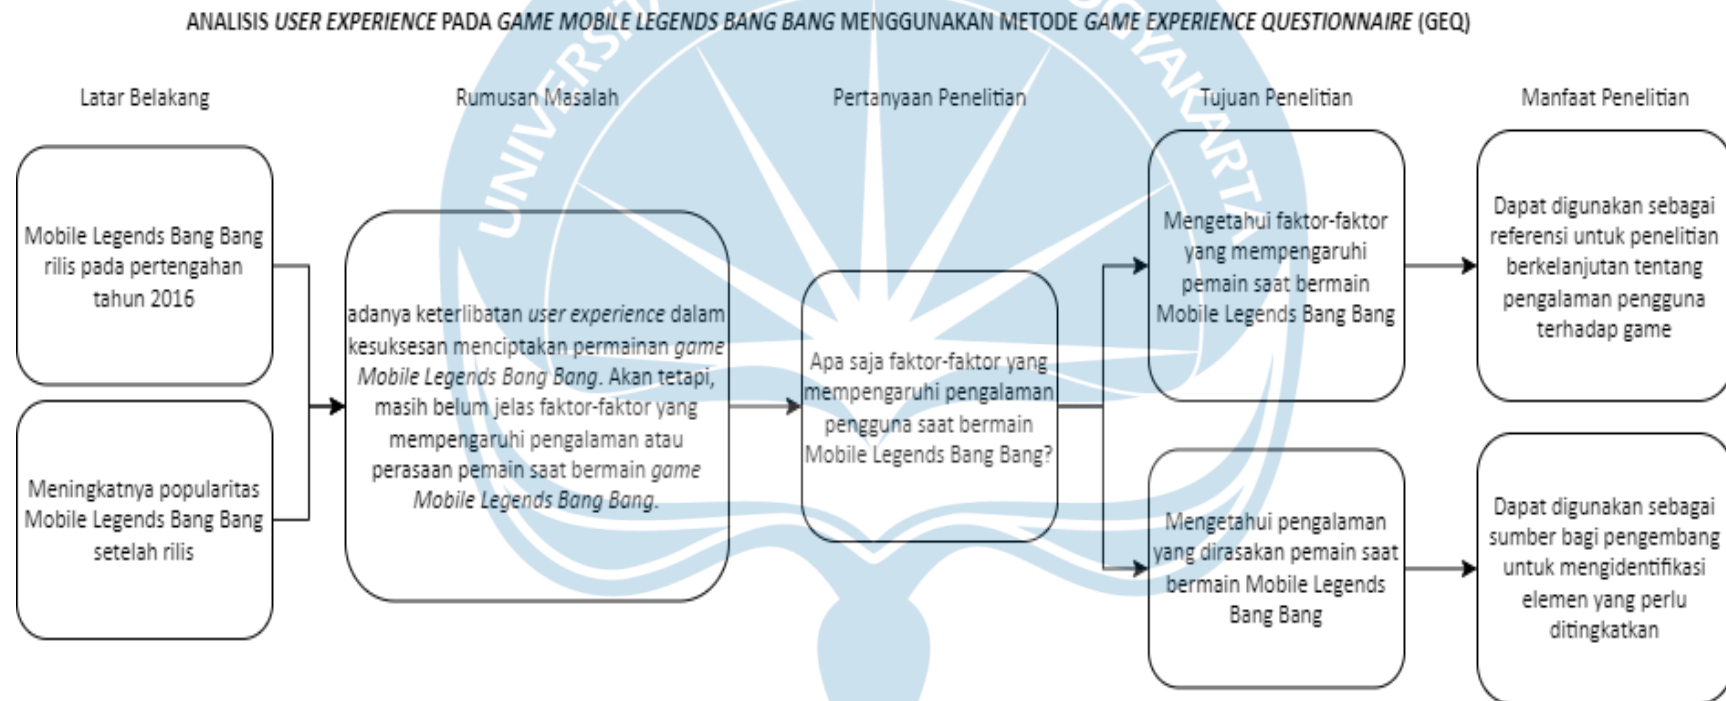 ANALISIS USER EXPERIENCE PADA GAME MOBILE LEGENDS BANG BANG MENGGUNAKAN METODE GAME EXPERIENCE QUESTIONNAIRE (GEQ)
Latar Belakang
Mobile Legends Bang Bang
rilis pada pertengahan
tahun 2016
Meningkatnya popularitas
Mobile Legends Bang Bang
setelah rilis
Rumusan Masalah
adanya keterlibatan user experience dalam
kesuksesan menciptakan permainan game
Mobile Legends Bang Bang. Akan tetapi,
masih belum jelas faktor-faktor yang
mempengaruhi pengalaman atau
perasaan pemain saat bermain game
Mobile Legends Bang Bang.
Pertanyaan Penelitian
Apa saja faktor-faktor yang
mempengaruhi pengalaman
pengguna saat bermain
Mobile Legends Bang Bang?
Tujuan Penelitian
Mengetahui faktor-faktor
yang mempengaruhi
pemain saat bermain
Mobile Legends Bang Bang
Mengetahui pengalaman
yang dirasakan pemain saat
bermain Mobile Legends
Bang Bang
Manfaat Penelitian
Dapat digunakan sebagai
referensi untuk penelitian
berkelanjutan tentang
pengalaman pengguna
terhadap game
Dapat digunakan sebagai
sumber bagi pengembang
untuk mengidentifikasi
elemen yang perlu
ditingkatkan